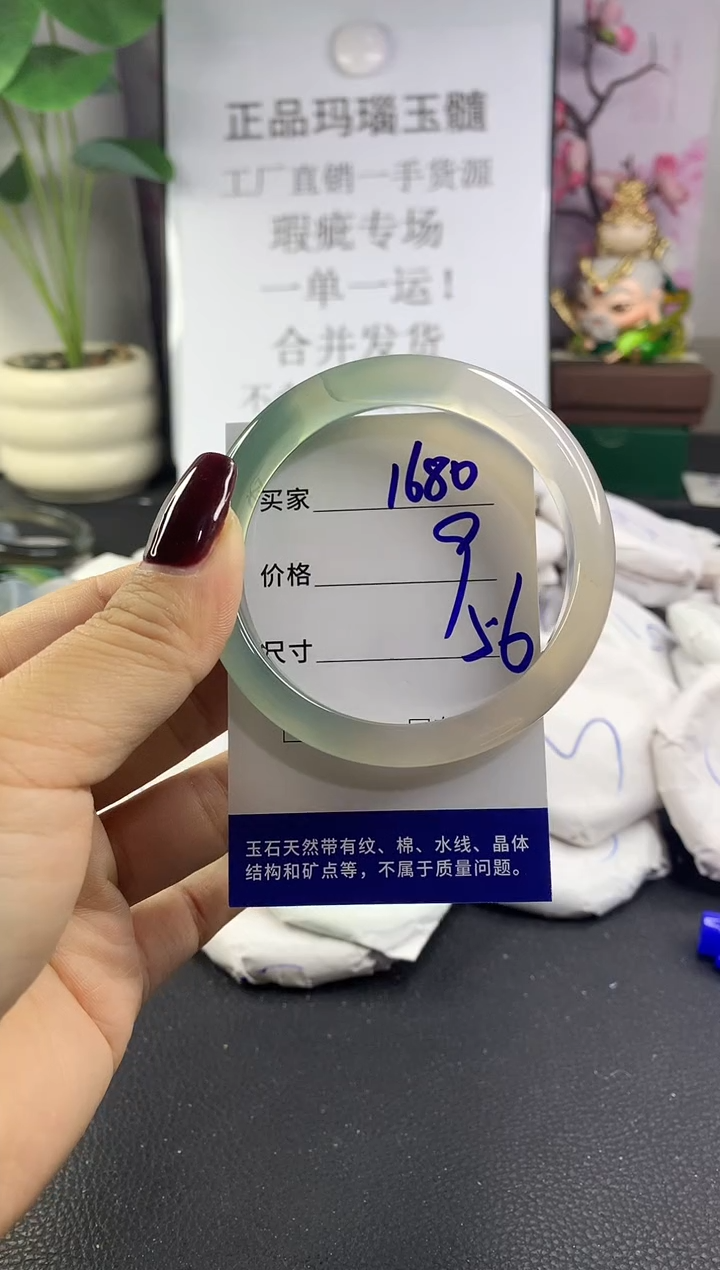 正品玛瑙玉髓
工厂直销一手货源
瑕疵专场
一单一运！
合并发货
不
买家 1680
价格 9
尺寸 56
玉石天然带有纹、棉、水线、晶体
结构和矿点等，不属于质量问题。